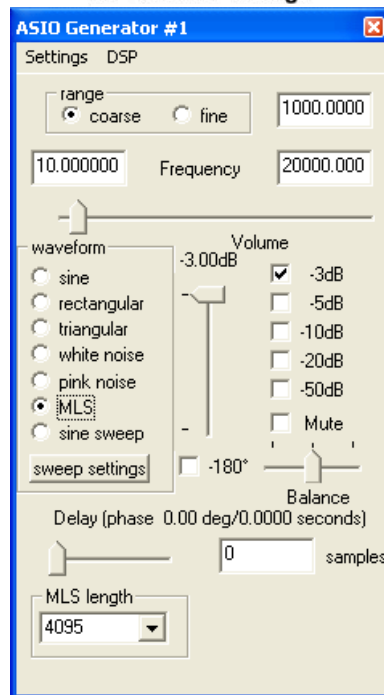 ASIO Generator #1
Settings DSP
range
coarse fine 1000.0000
10.000000 Frequency 20000.000
waveform
Volume
-3.00dB
sine
rectangular
triangular
white noise
pink noise
MLS
sine sweep
sweep settings
-3dB
-5dB
-10dB
-20dB
-50dB
Mute
-180°
Balance
Delay (phase 0.00 deg/0.0000 seconds)
0 samples
MLS length
4095